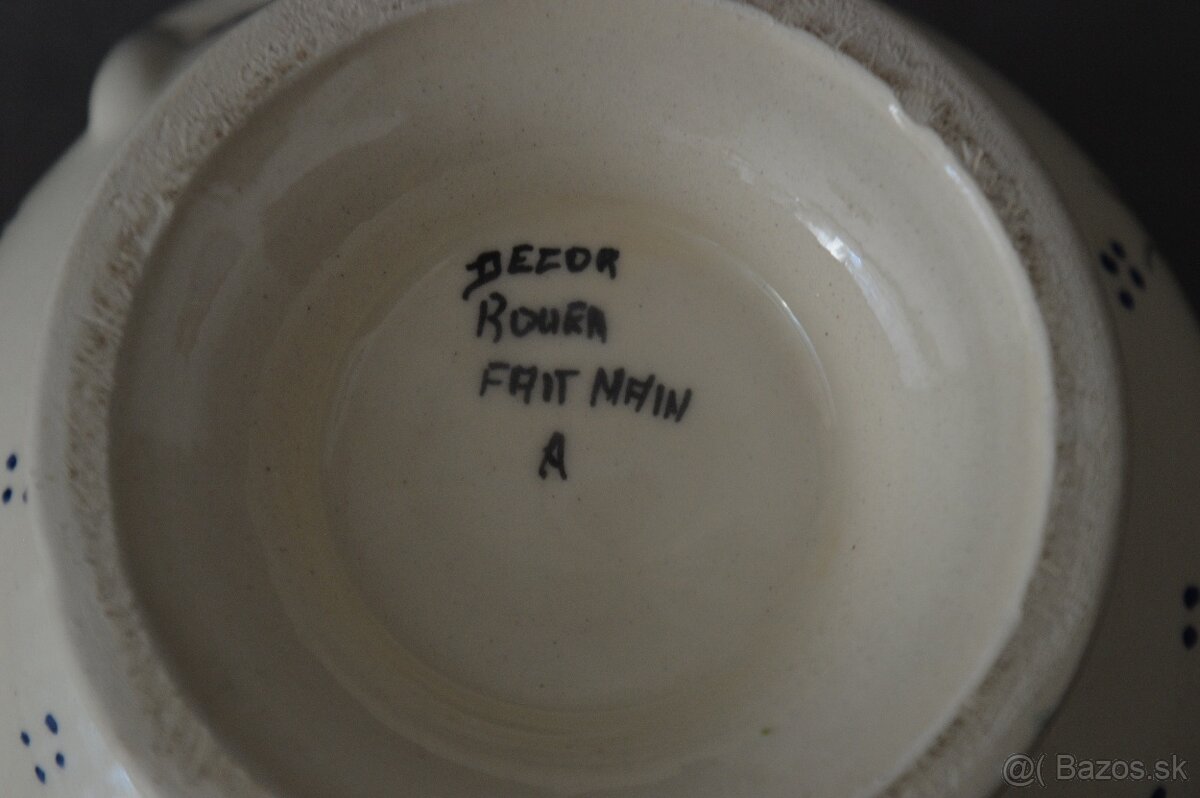 DECOR
ROUEN
FAIT MAIN
A
@( Bazos.sk